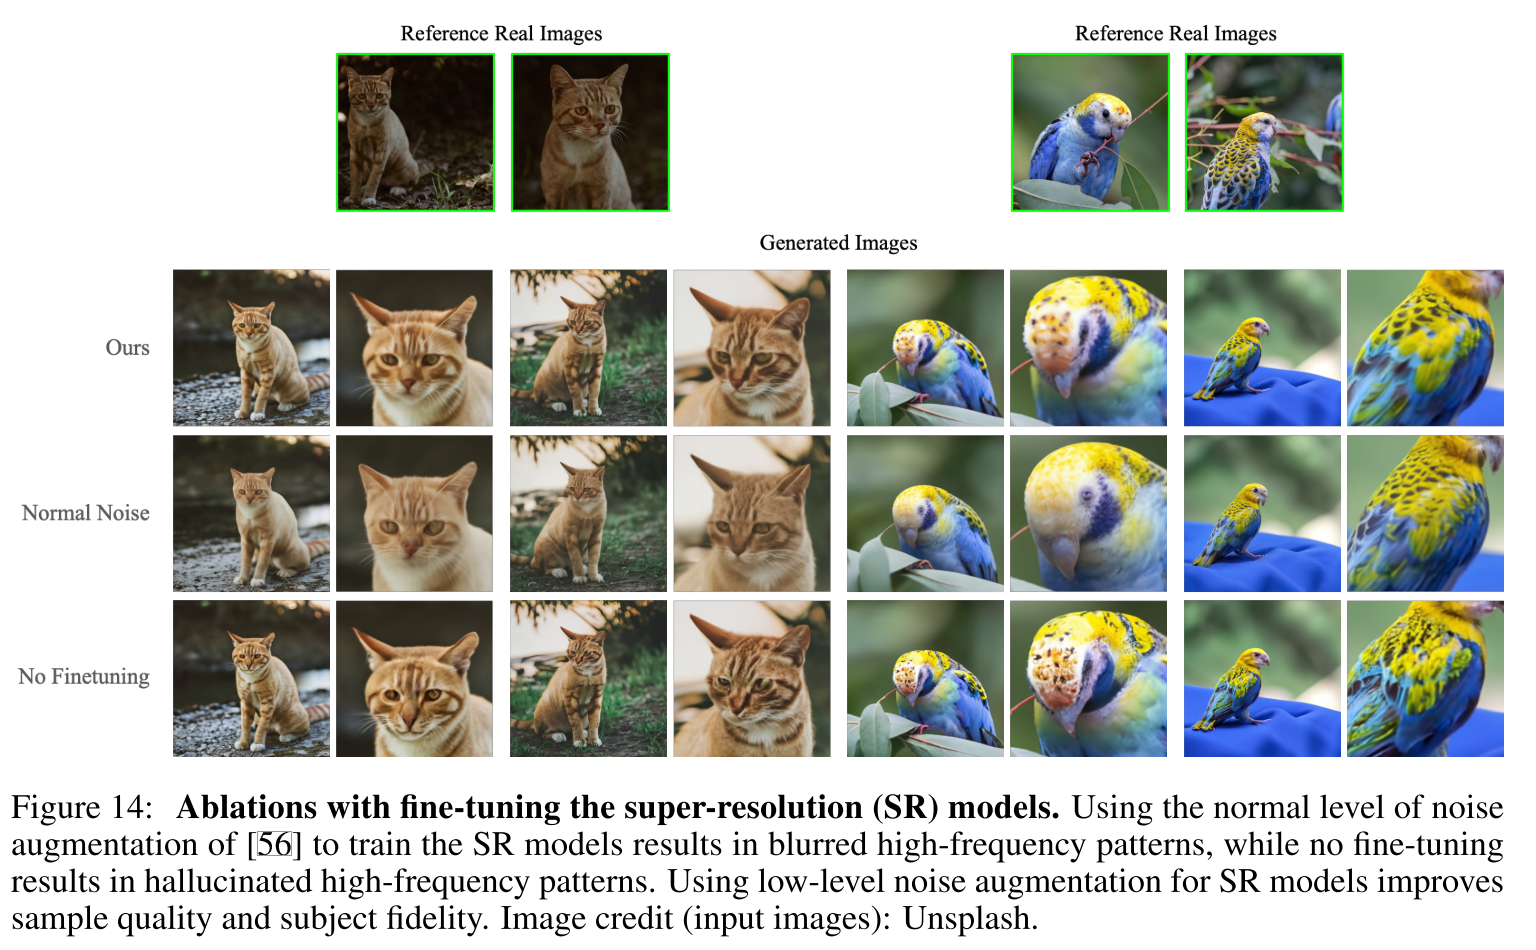 Reference Real Images
Reference Real Images
Generated Images
Ours
Normal Noise
No Finetuning
Figure 14: Ablations with fine-tuning the super-resolution (SR) models. Using the normal level of noise
augmentation of [56] to train the SR models results in blurred high-frequency patterns, while no fine-tuning
results in hallucinated high-frequency patterns. Using low-level noise augmentation for SR models improves
sample quality and subject fidelity. Image credit (input images): Unsplash.